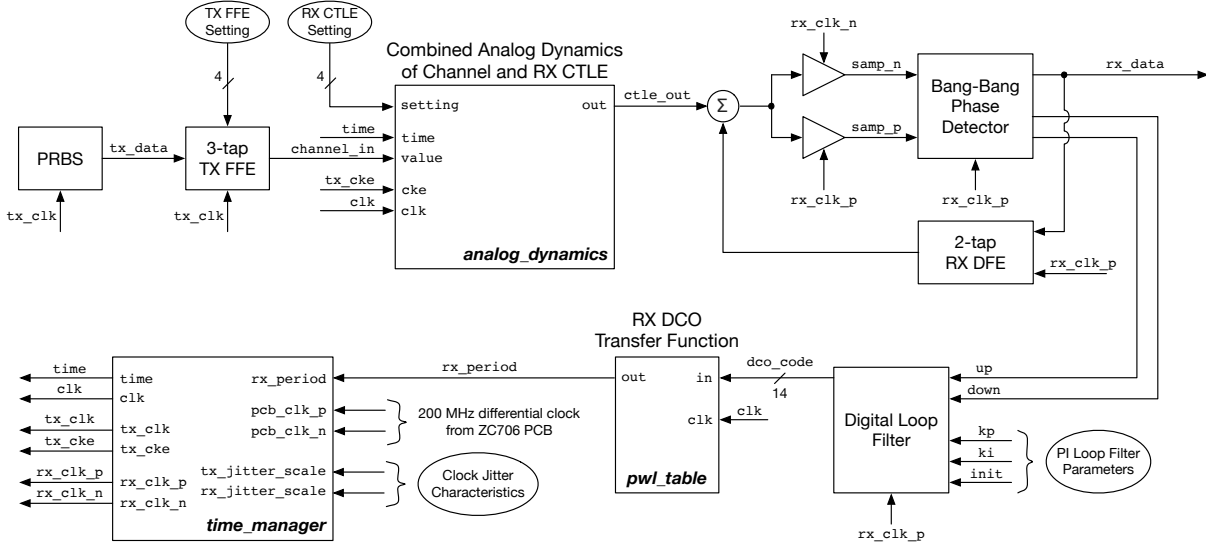 TX FFE
Setting
RX CTLE
Setting
4
4
Combined Analog Dynamics
of Channel and RX CTLE
PRBS
tx_data
tx_clk
3-tap
TX FFE
tx_clk
channel_in
time
tx_cke
clk
setting
time
value
cke
clk
out
analog_dynamics
ctle_out
Σ
rx_clk_n
samp_n
samp_p
rx_clk_p
Bang-Bang
Phase
Detector
rx_clk_p
rx_data
2-tap
RX DFE
rx_clk_p
time
clk
tx_clk
tx_cke
rx_clk_p
rx_clk_n
time
clk
tx_clk
tx_cke
rx_clk_p
rx_clk_n
rx_period
pcb_clk_p
pcb_clk_n
tx_jitter_scale
rx_jitter_scale
time_manager
rx_period
200 MHz differential clock
from ZC706 PCB
Clock Jitter
Characteristics
RX DCO
Transfer Function
out
in
clk
pwl_table
dco_code
14
clk
Digital Loop
Filter
rx_clk_p
up
down
kp
ki
init
PI Loop Filter
Parameters